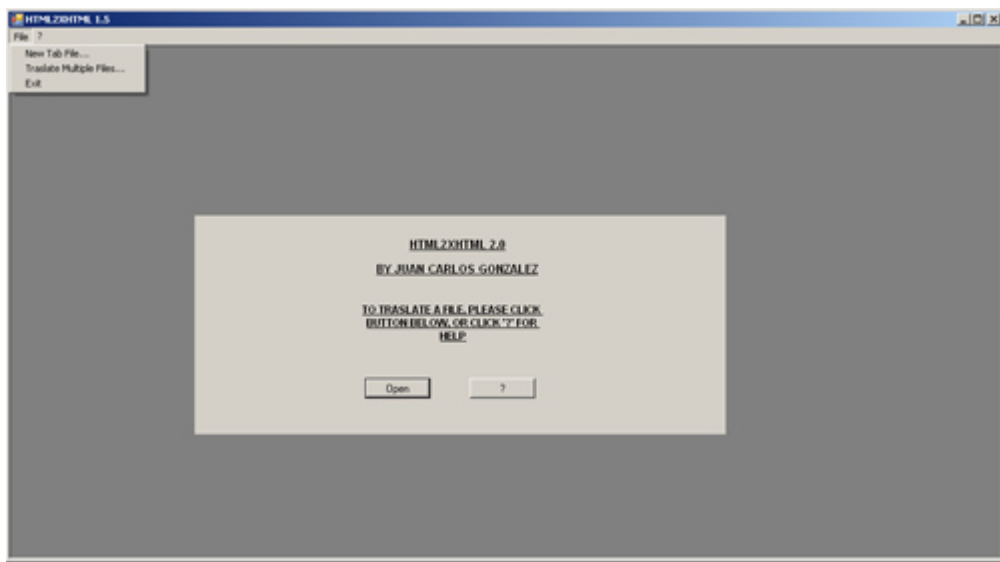 HTML2XHTML 1.5
File ?
New Tab File...
Traslate Multiple Files...
Exit
HTML2XHTML 2.0
BY JUAN CARLOS GONZALEZ
TO TRASLATE A FILE, PLEASE CLICK
BUTTON BELOW, OR CLICK "?" FOR
HELP
Open
?